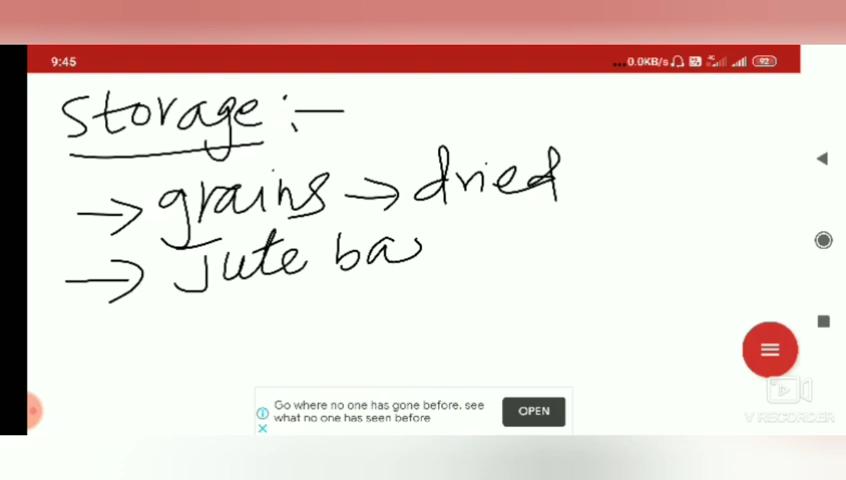 9:45 ...0.0KB/s 4G 92
Storage :-
→ grains → dried
→ Jute ba
Go where no one has gone before. see
what no one has seen before
OPEN
V RECORDER